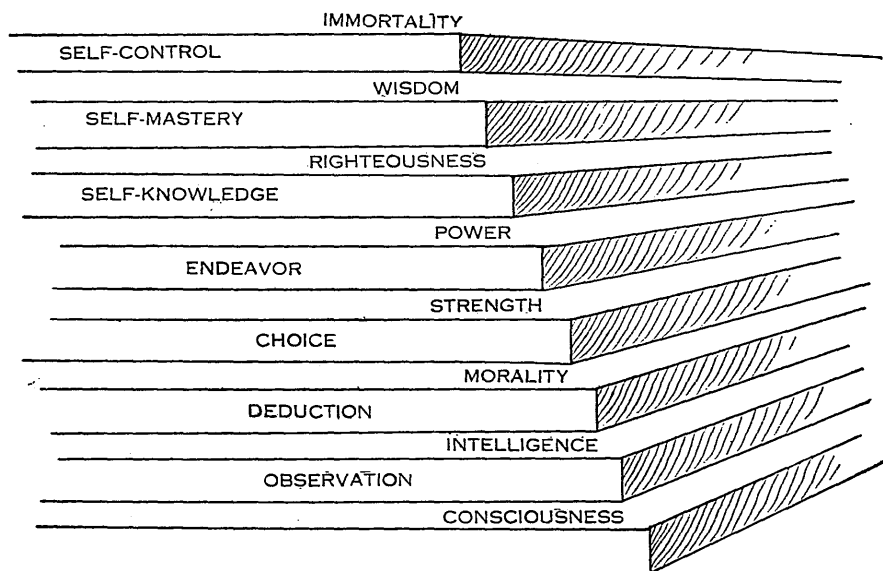 IMMORTALITY
SELF-CONTROL
WISDOM
SELF-MASTERY
RIGHTEOUSNESS
SELF-KNOWLEDGE
POWER
ENDEAVOR
STRENGTH
CHOICE
MORALITY
DEDUCTION
INTELLIGENCE
OBSERVATION
CONSCIOUSNESS